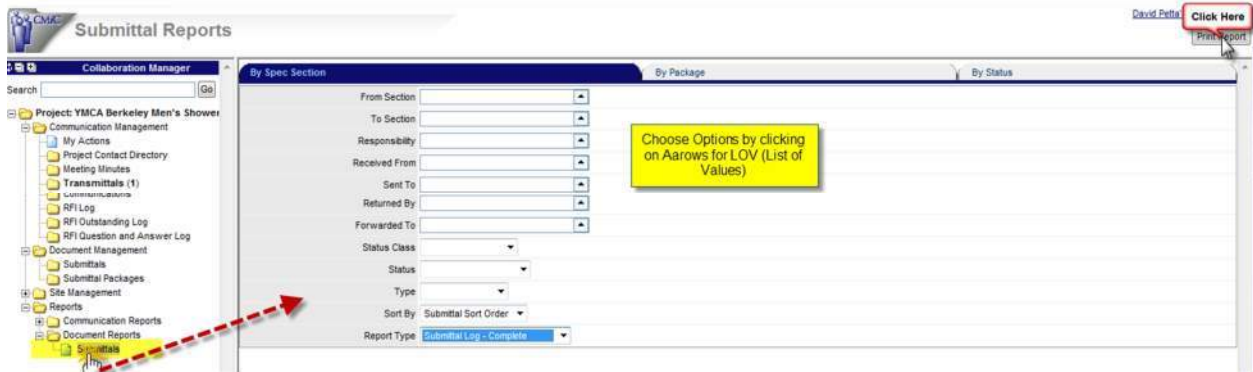 CMiC
Submittal Reports
David Petta
Click Here
Print Report
Collaboration Manager
Search
Go
Project: YMCA Berkeley Men's Shower
Communication Management
My Actions
Project Contact Directory
Meeting Minutes
Transmittals (1)
Communications
RFI Log
RFI Outstanding Log
RFI Question and Answer Log
Document Management
Submittals
Submittal Packages
Site Management
Reports
Communication Reports
Document Reports
Submittals
By Spec Section
By Package
By Status
From Section
To Section
Responsibility
Received From
Sent To
Returned By
Forwarded To
Status Class
Status
Type
Sort By Submittal Sort Order
Report Type Submittal Log - Complete
Choose Options by clicking
on Aarows for LOV (List of
Values)